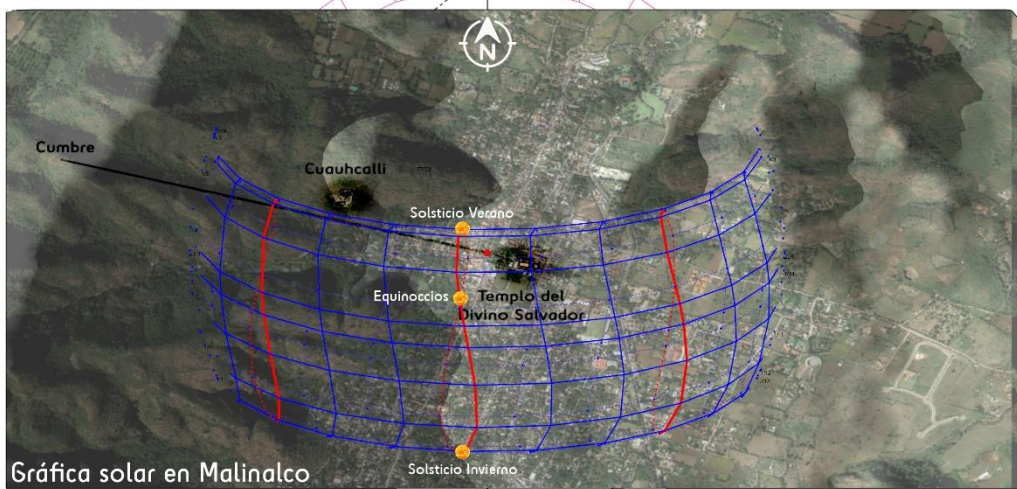 N
Cumbre
Cuauhcalli
Solsticio Verano
Equinoccios
Templo del
Divino Salvador
Solsticio Invierno
Gráfica solar en Malinalco